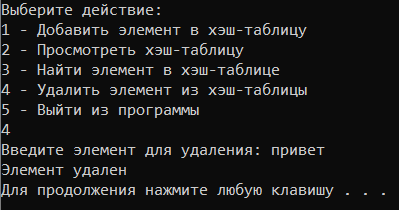 Выберите действие:
1 - Добавить элемент в хэш-таблицу
2 - Просмотреть хэш-таблицу
3 - Найти элемент в хэш-таблице
4 - Удалить элемент из хэш-таблицы
5 - Выйти из программы
4
Введите элемент для удаления: привет
Элемент удален
Для продолжения нажмите любую клавишу . . .